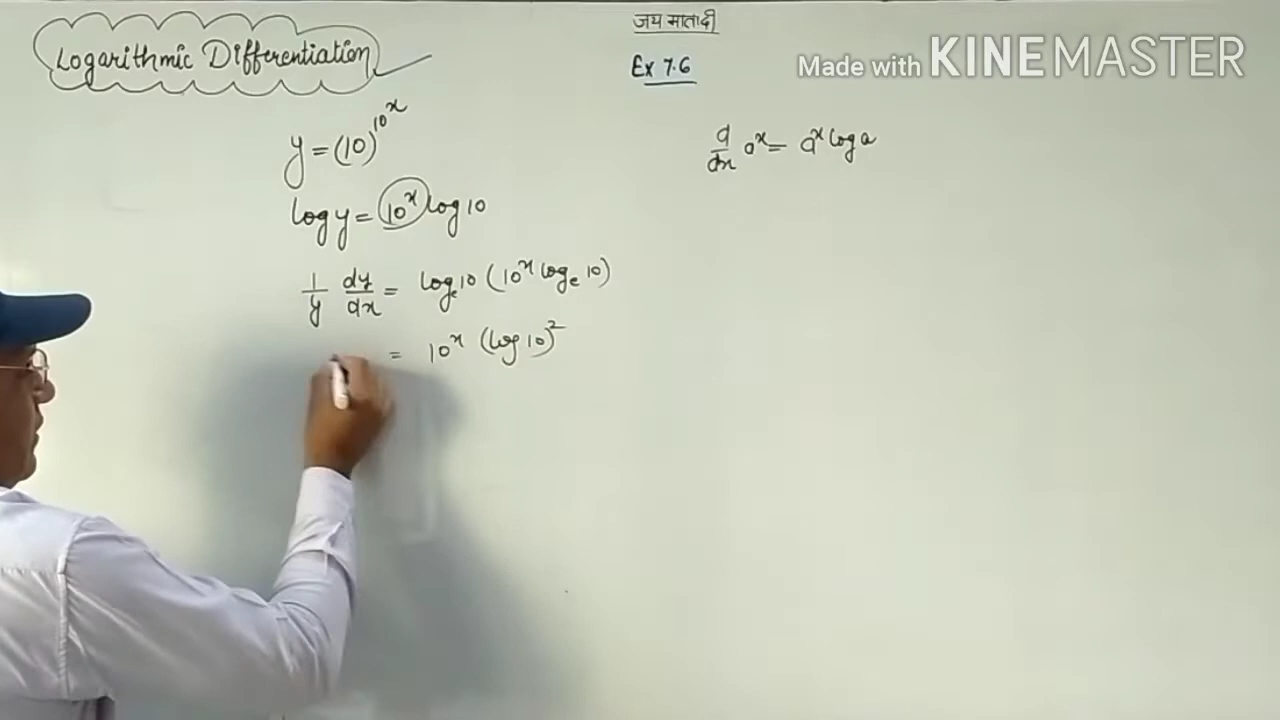 जय माता दी
Logarithmic Differentiation
Ex 7.6
Made with KINEMASTER
y = (10)^10^x
d/dx a^x = a^x log a
log y = 10^x log 10
1/y dy/dx = log_e 10 (10^x log_e 10)
= 10^x (log 10)^2